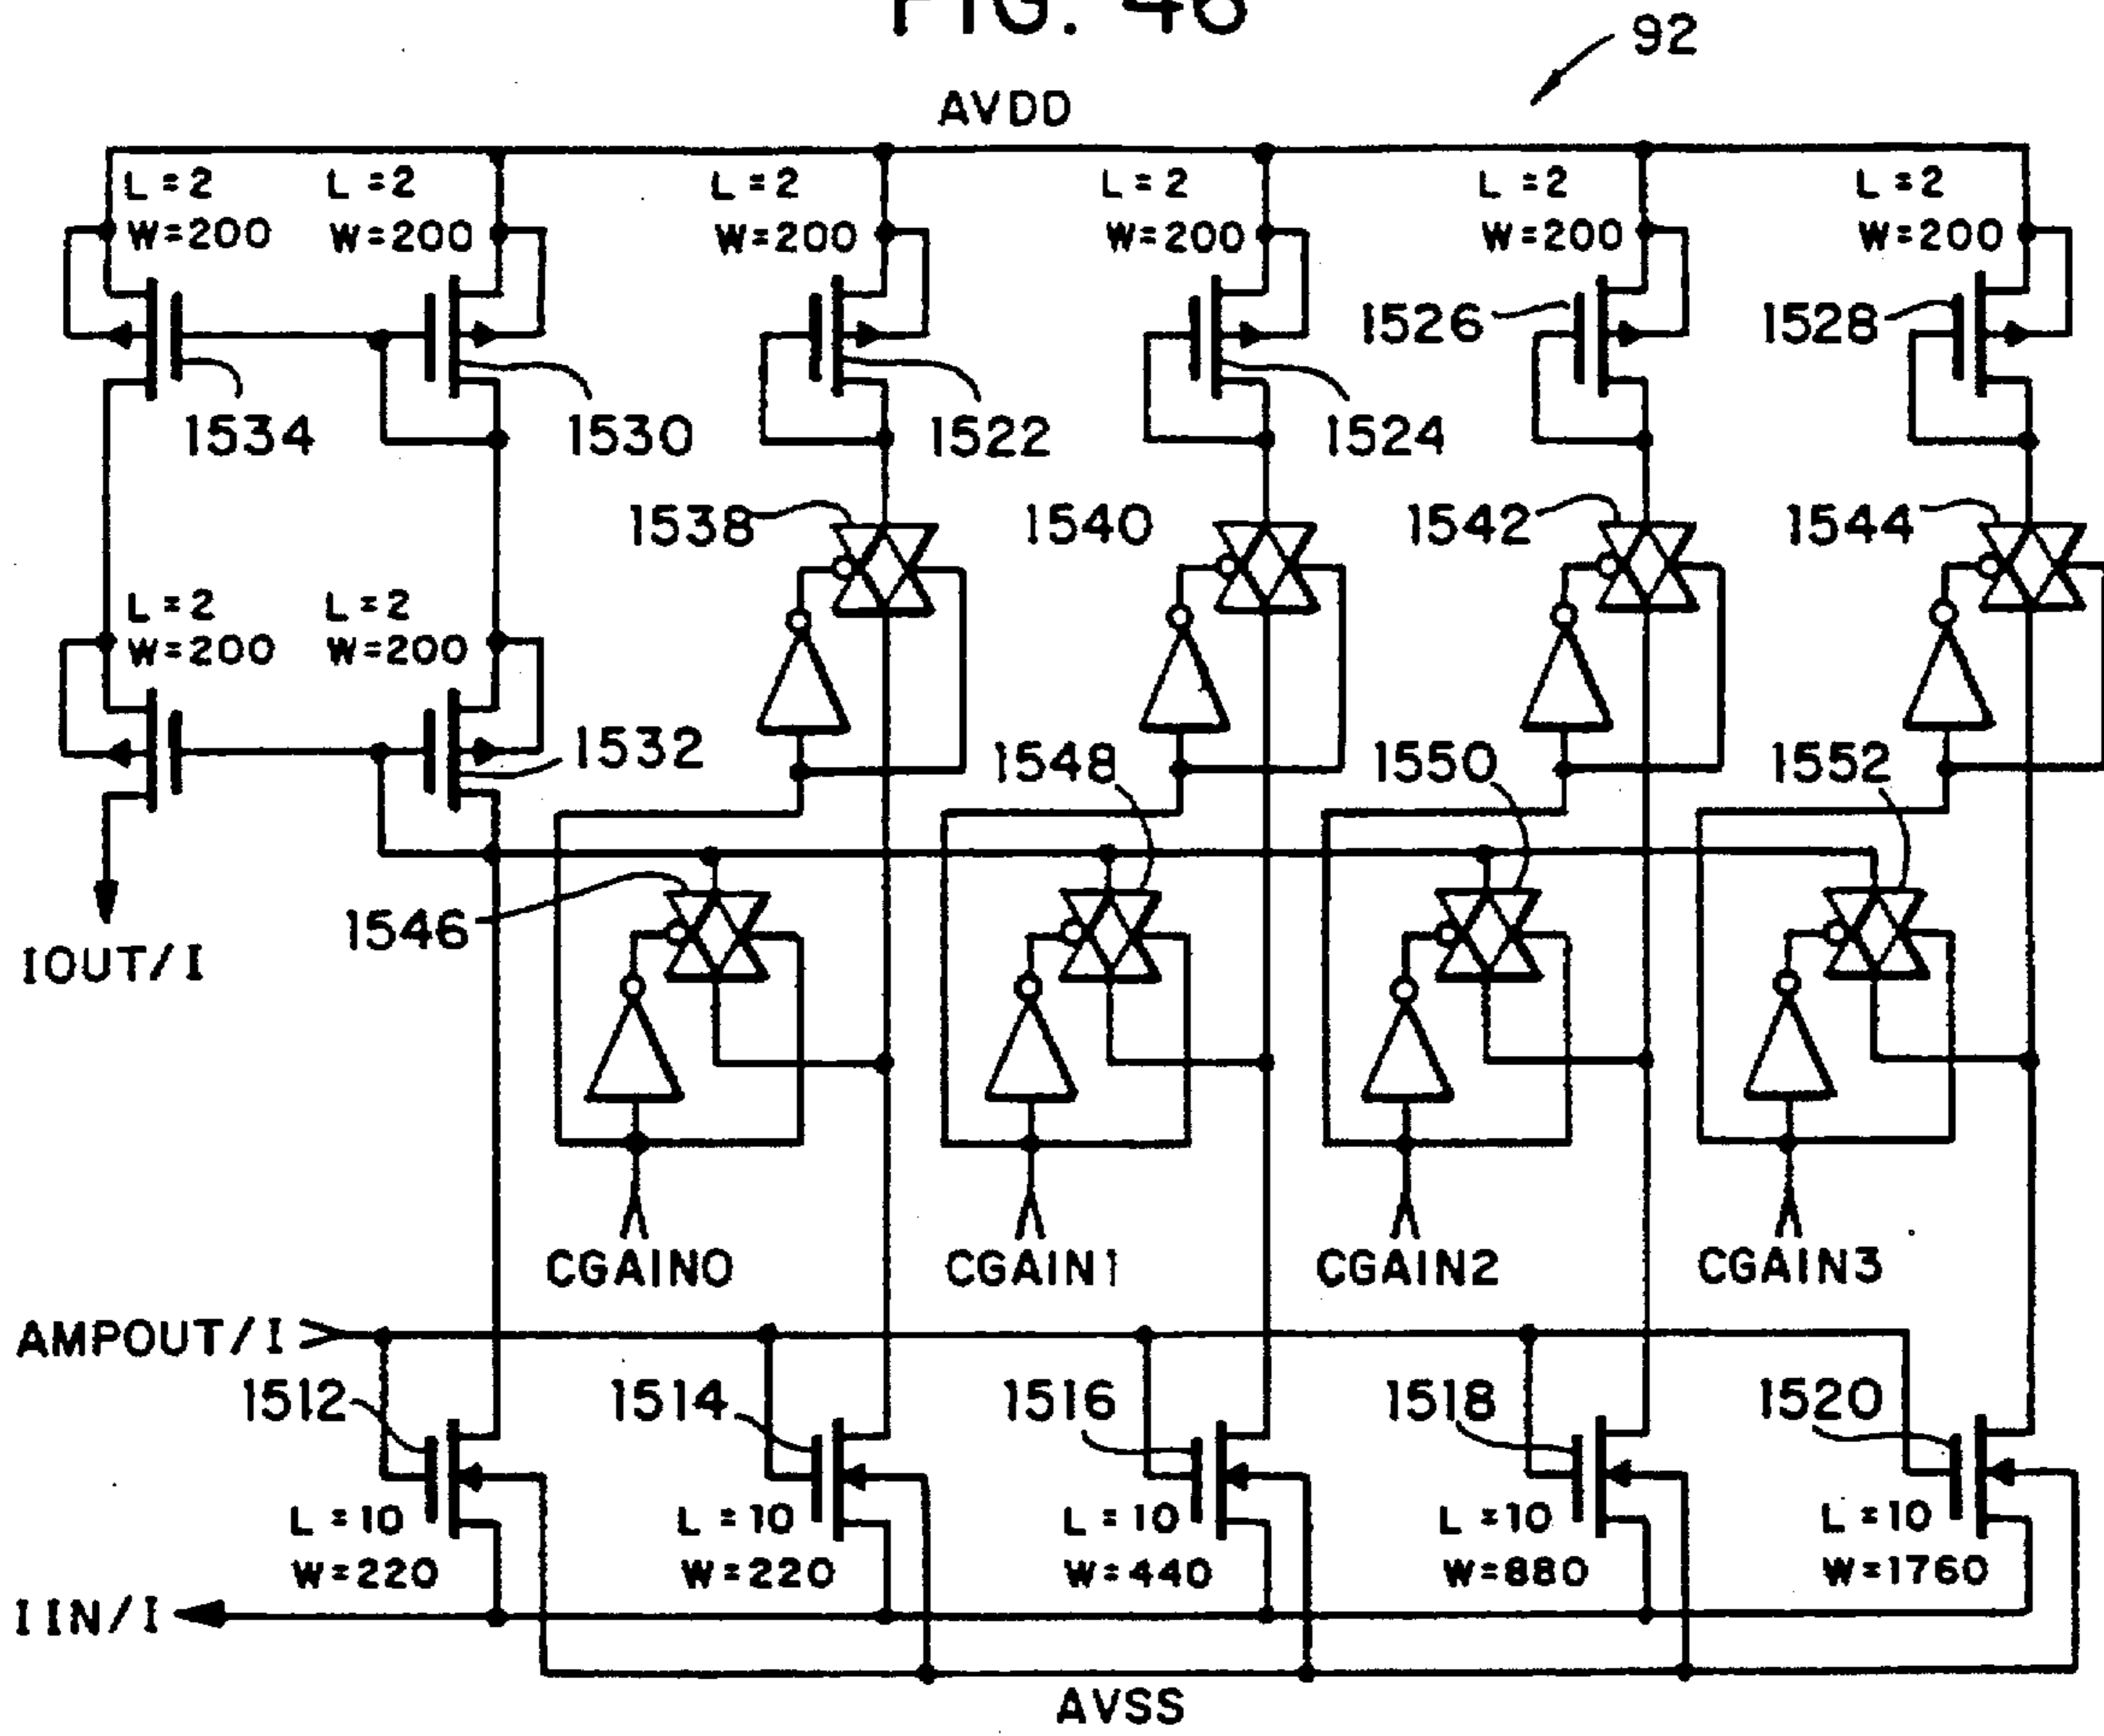 FIG. 46
92
AVDD
L=2 L=2 L=2 L=2 L=2 L=2
W=200 W=200 W=200 W=200 W=200 W=200
1526 1528
1534 1530 1522 1524
1538 1540 1542 1544
L=2 L=2
W=200 W=200
1532 1548 1550 1552
1546
IOUT/I
CGAIN0 CGAIN1 CGAIN2 CGAIN3
AMPOUT/I
1512 1514 1516 1518 1520
L=10 L=10 L=10 L=10 L=10
W=220 W=220 W=440 W=880 W=1760
IIN/I
AVSS